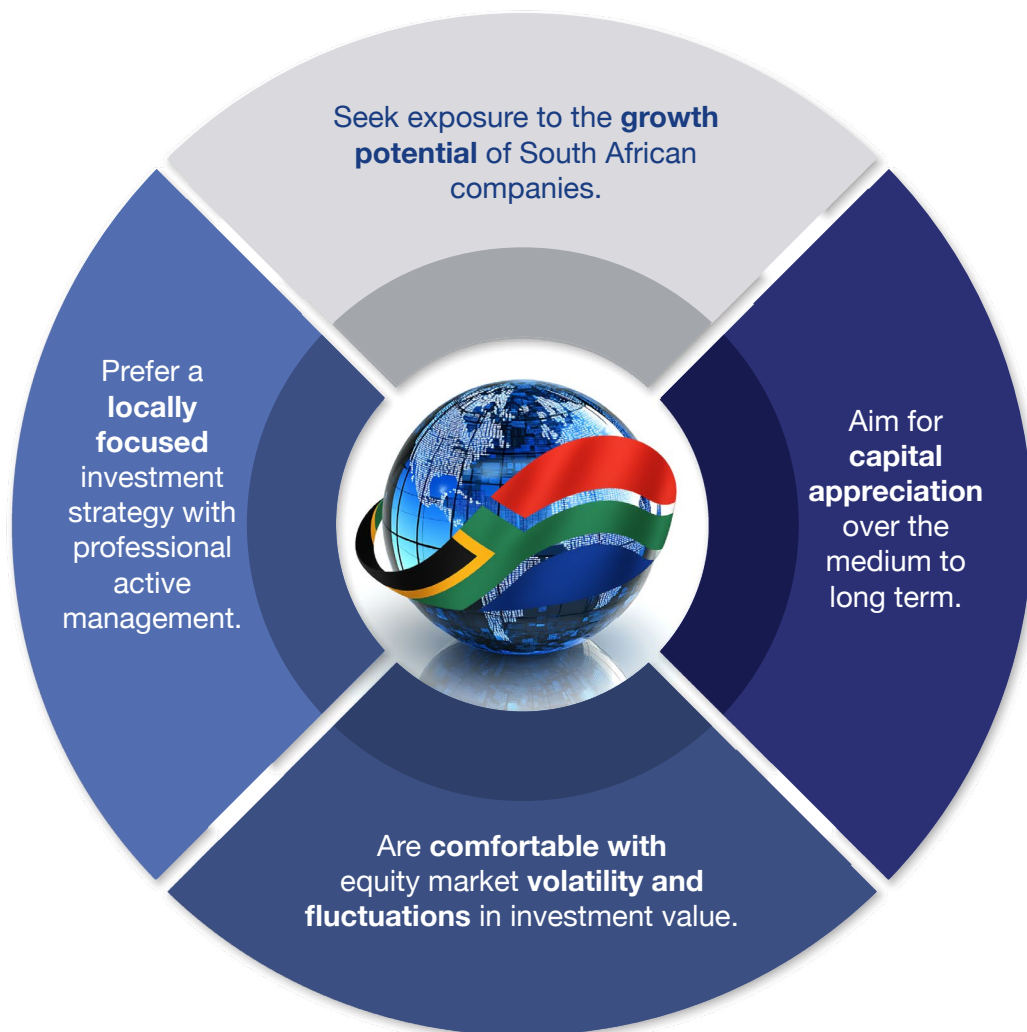 Seek exposure to the growth
potential of South African
companies.
Prefer a
locally
focused
investment
strategy with
professional
active
management.
Aim for
capital
appreciation
over the
medium to
long term.
Are comfortable with
equity market volatility and
fluctuations in investment value.